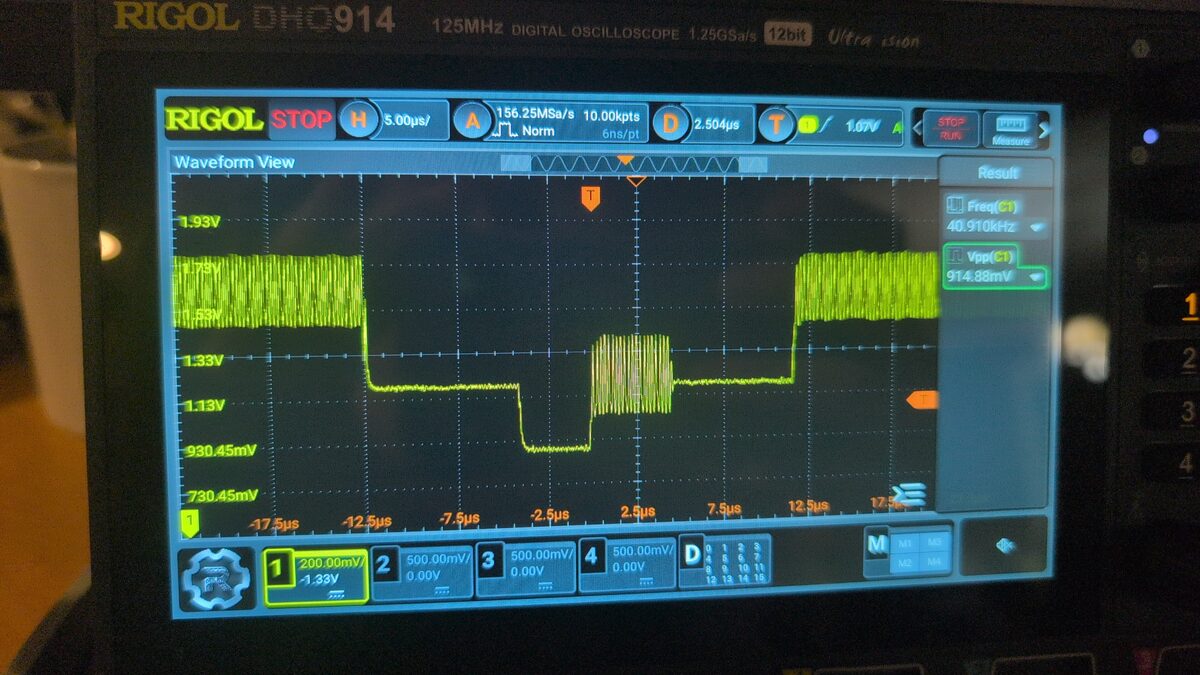 RIGOL DHO914 125MHz DIGITAL OSCILLOSCOPE 1.25GSa/s 12bit
RIGOL STOP H 5.00µs/ A 156.25MSa/s 10.00kpts D 2.504µs T 1 1.07V A STOP
Norm 6ns/pt RUN Measure
Waveform View
Result
T
1.93V
Freq(C1)
40.910kHz
1.73V
Vpp(C1)
914.88mV
1.53V
1.33V
1.13V
T
930.45mV
730.45mV
-17.5µs -12.5µs -7.5µs -2.5µs 2.5µs 7.5µs 12.5µs 17.5
1
1 200.00mV/ 2 500.00mV/ 3 500.00mV/ 4 500.00mV/ D 0 1 2 3 M M1 M3
-1.33V 0.00V 0.00V 0.00V 4 5 6 7 M2 M4
8 9 10 11
12 13 14 15
R
1
2
3
4